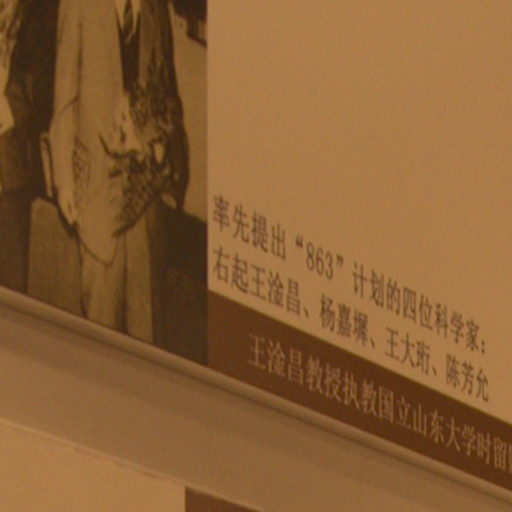 率先提出“863”计划的四位科学家：
右起王淦昌、杨嘉墀、王大珩、陈芳允
王淦昌教授执教国立山东大学时留影